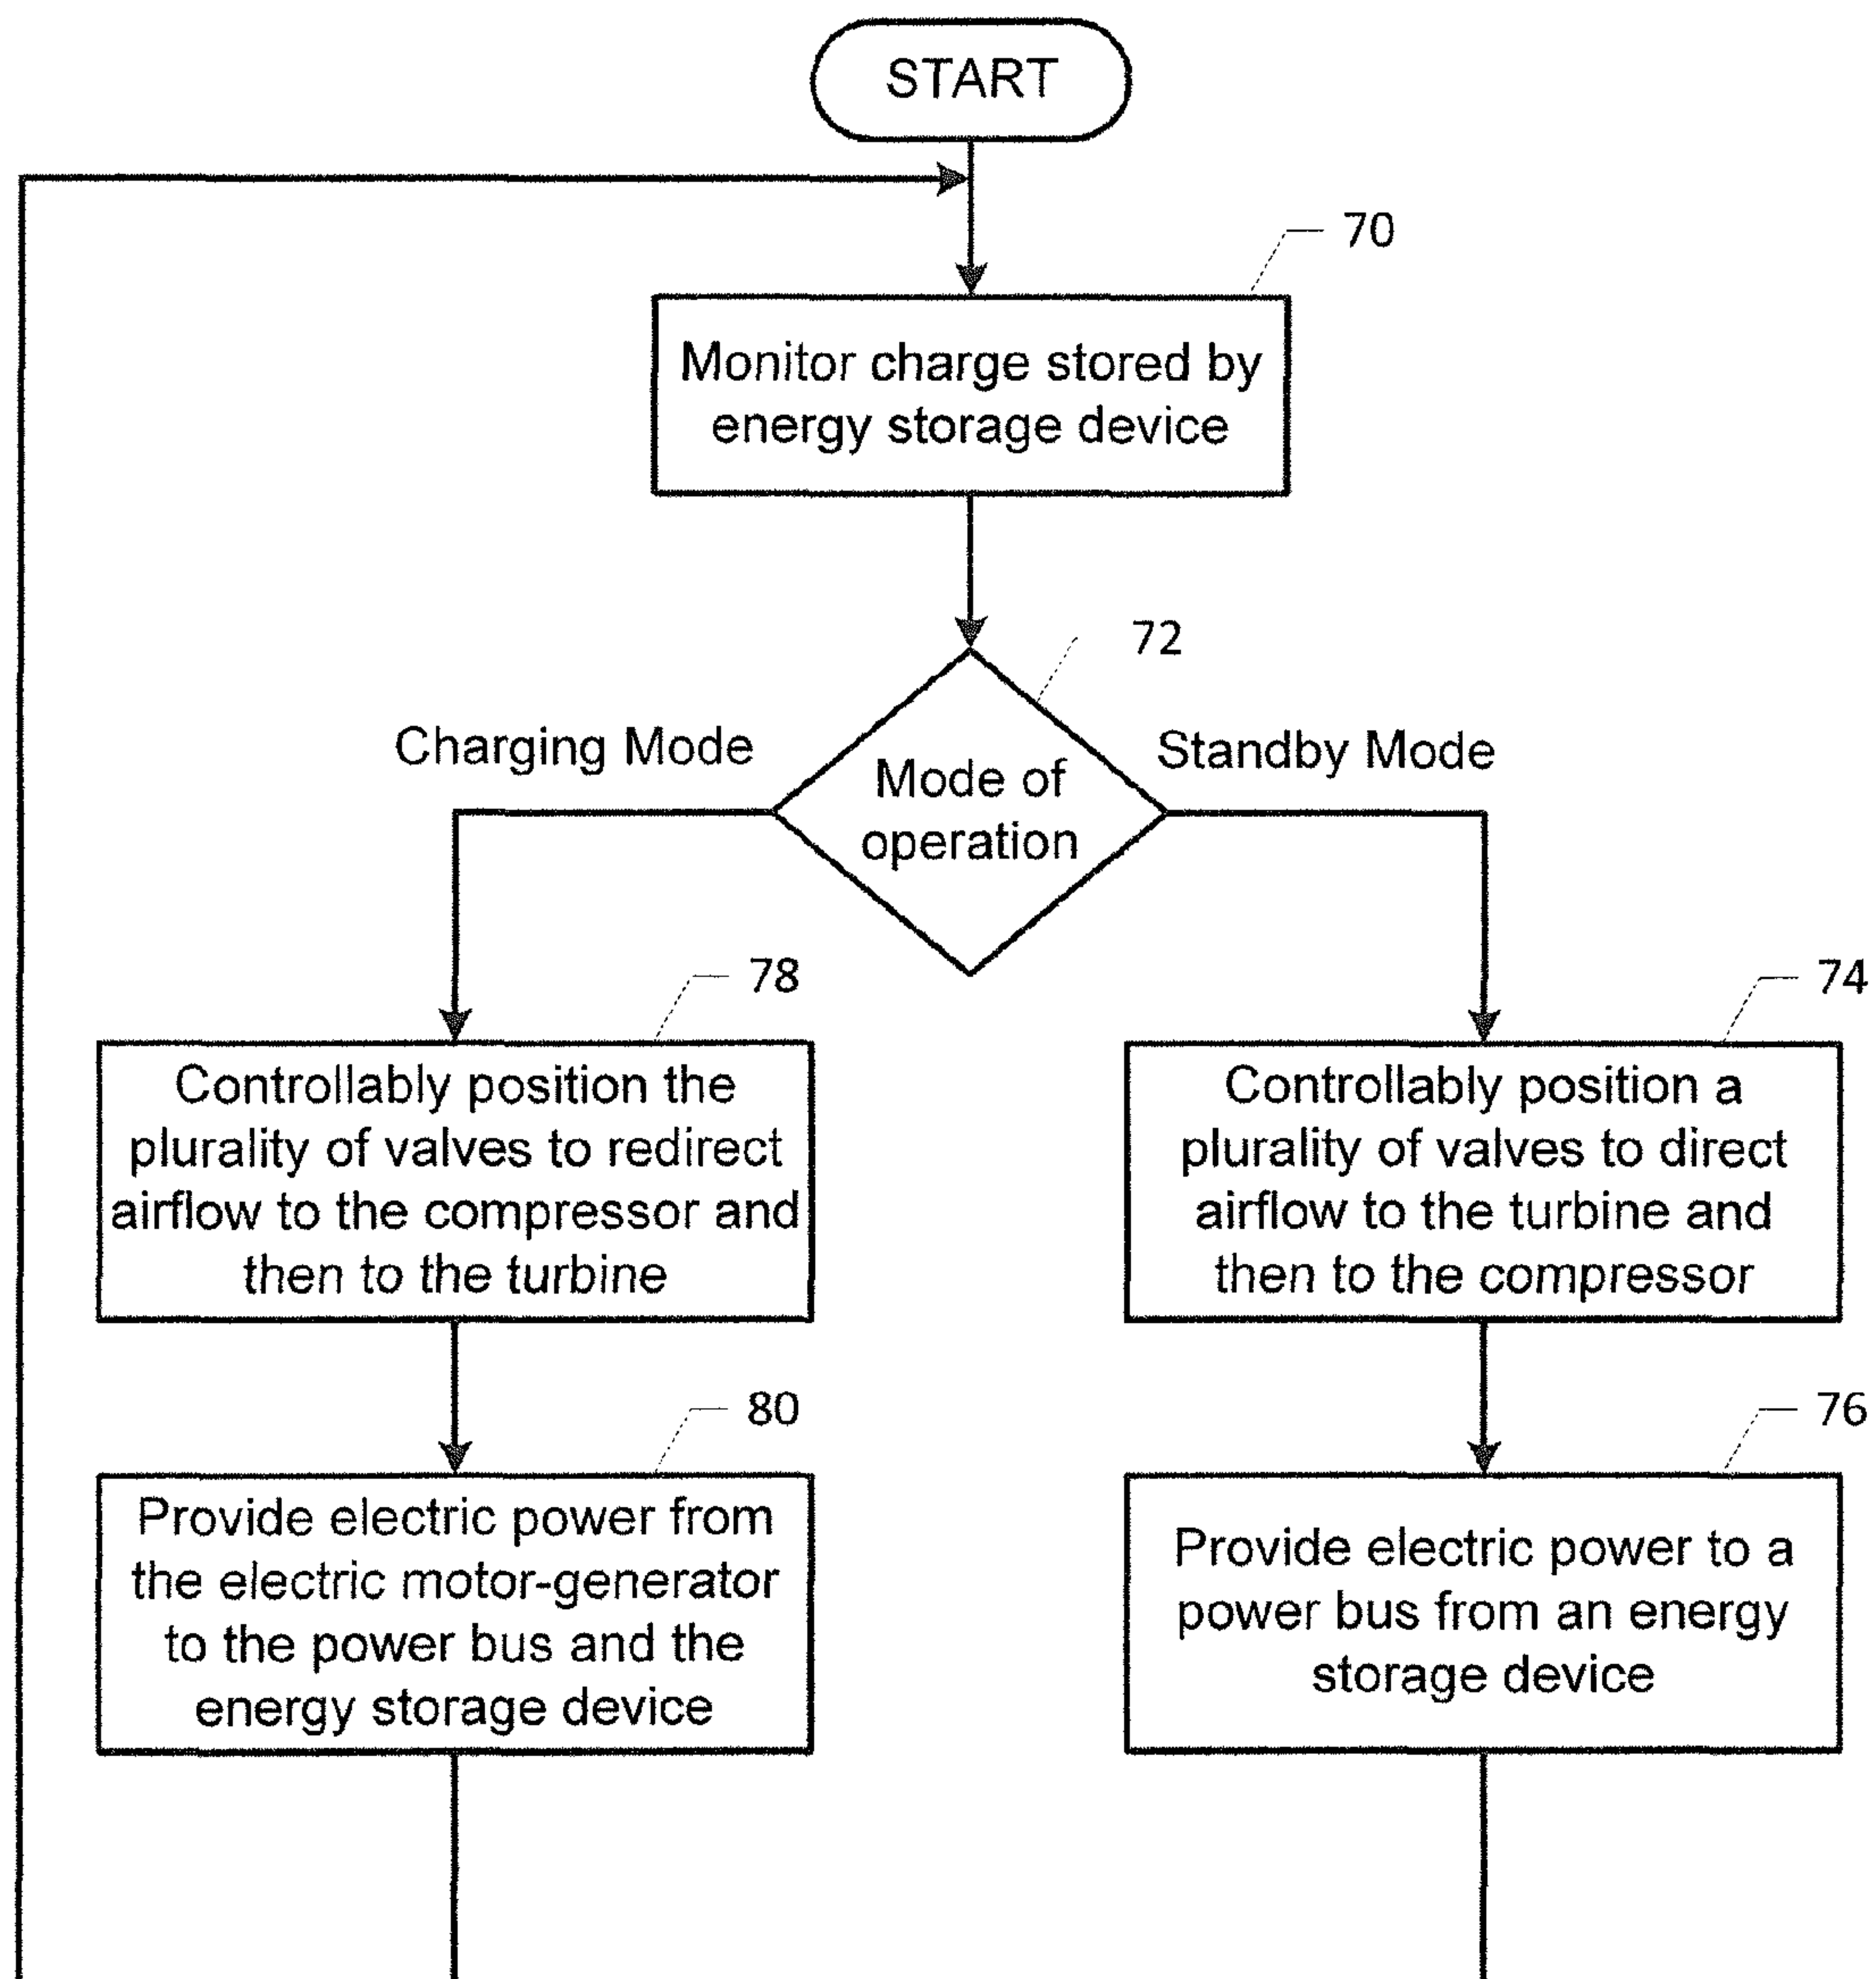 START
70
Monitor charge stored by
energy storage device
72
Charging Mode
Standby Mode
Mode of
operation
78
Controllably position the
plurality of valves to redirect
airflow to the compressor and
then to the turbine
74
Controllably position a
plurality of valves to direct
airflow to the turbine and
then to the compressor
80
Provide electric power from
the electric motor-generator
to the power bus and the
energy storage device
76
Provide electric power to a
power bus from an energy
storage device